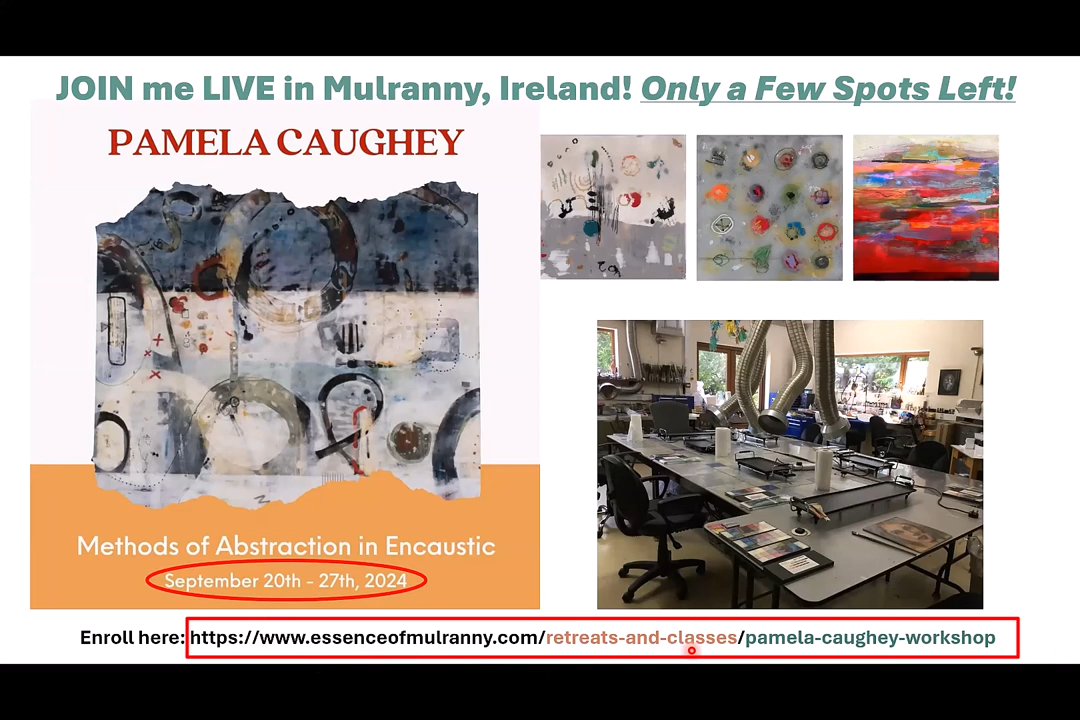 JOIN me LIVE in Mulranny, Ireland! Only a Few Spots Left!
PAMELA CAUGHEY
Methods of Abstraction in Encaustic
September 20th - 27th, 2024
Enroll here: https://www.essenceofmulranny.com/retreats-and-classes/pamela-caughey-workshop